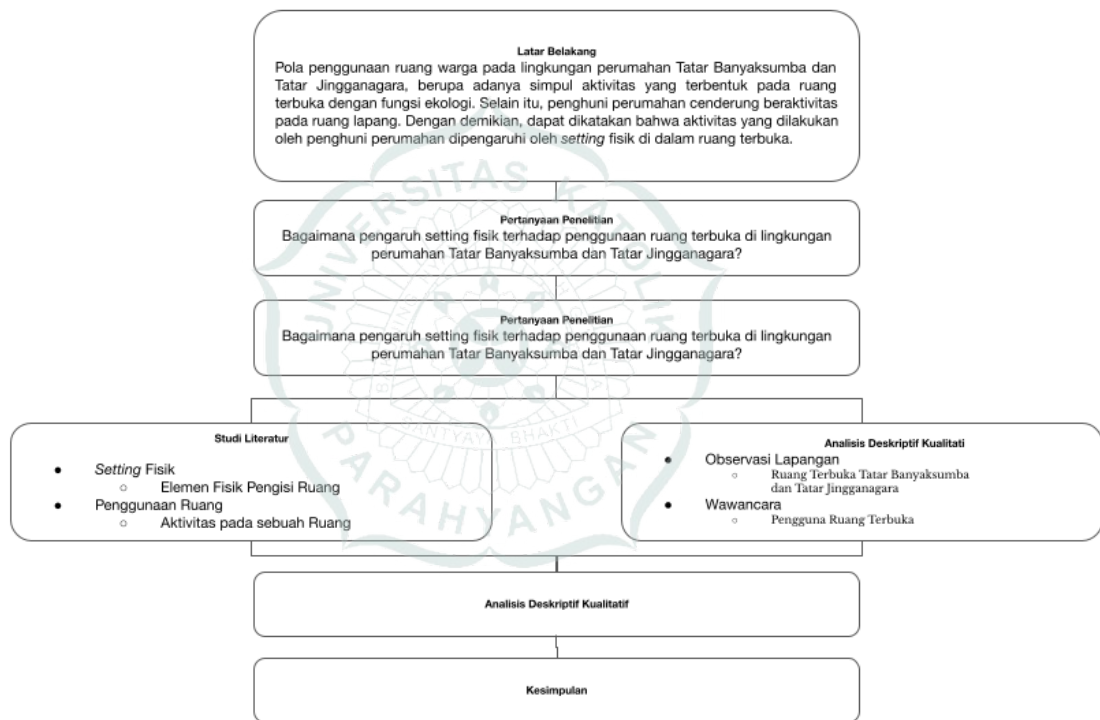 Latar Belakang
Pola penggunaan ruang warga pada lingkungan perumahan Tatar Banyaksumba dan
Tatar Jingganagara, berupa adanya simpul aktivitas yang terbentuk pada ruang
terbuka dengan fungsi ekologi. Selain itu, penghuni perumahan cenderung beraktivitas
pada ruang lapang. Dengan demikian, dapat dikatakan bahwa aktivitas yang dilakukan
oleh penghuni perumahan dipengaruhi oleh setting fisik di dalam ruang terbuka.
Pertanyaan Penelitian
Bagaimana pengaruh setting fisik terhadap penggunaan ruang terbuka di lingkungan
perumahan Tatar Banyaksumba dan Tatar Jingganagara?
Pertanyaan Penelitian
Bagaimana pengaruh setting fisik terhadap penggunaan ruang terbuka di lingkungan
perumahan Tatar Banyaksumba dan Tatar Jingganagara?
Studi Literatur
• Setting Fisik
○ Elemen Fisik Pengisi Ruang
• Penggunaan Ruang
○ Aktivitas pada sebuah Ruang
Analisis Deskriptif Kualitati
• Observasi Lapangan
○ Ruang Terbuka Tatar Banyaksumba
dan Tatar Jingganagara
• Wawancara
○ Pengguna Ruang Terbuka
Analisis Deskriptif Kualitatif
Kesimpulan
UNIVERSITAS KATOLIK
PARAHYANGAN